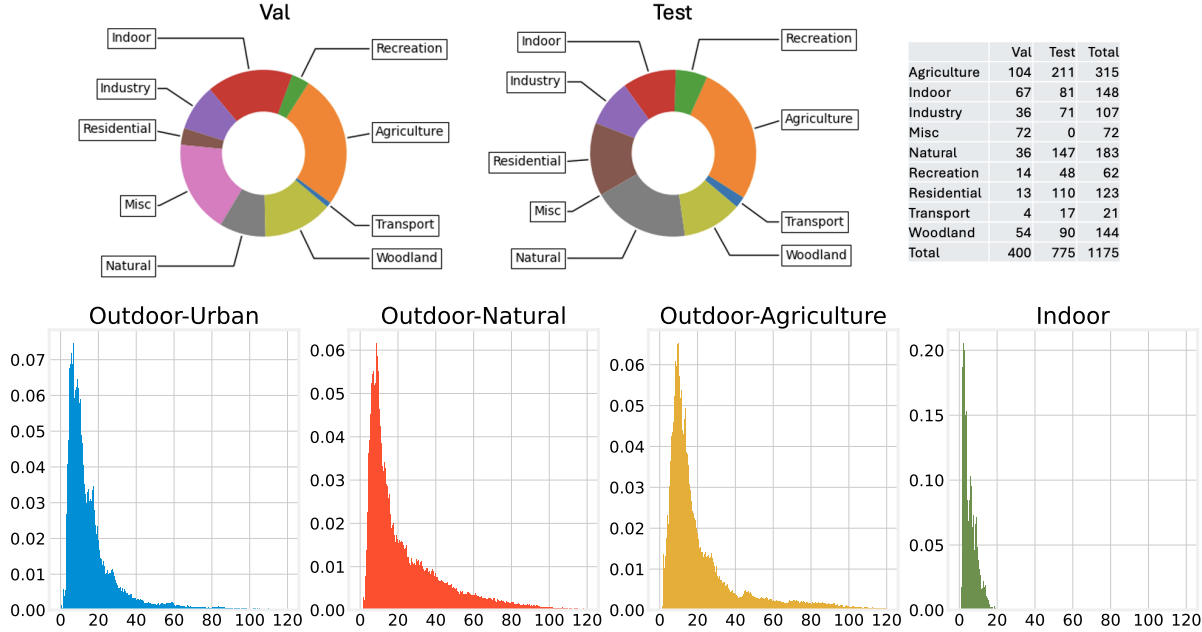 Val
Test
Indoor
Recreation
Industry
Residential
Agriculture
Misc
Transport
Natural
Woodland
Indoor
Recreation
Industry
Agriculture
Residential
Misc
Transport
Natural
Woodland
Val Test Total
Agriculture 104 211 315
Indoor 67 81 148
Industry 36 71 107
Misc 72 0 72
Natural 36 147 183
Recreation 14 48 62
Residential 13 110 123
Transport 4 17 21
Woodland 54 90 144
Total 400 775 1175
Outdoor-Urban
0.07
0.06
0.05
0.04
0.03
0.02
0.01
0.00
0 20 40 60 80 100 120
Outdoor-Natural
0.06
0.05
0.04
0.03
0.02
0.01
0.00
0 20 40 60 80 100 120
Outdoor-Agriculture
0.06
0.05
0.04
0.03
0.02
0.01
0.00
0 20 40 60 80 100 120
Indoor
0.20
0.15
0.10
0.05
0.00
0 20 40 60 80 100 120